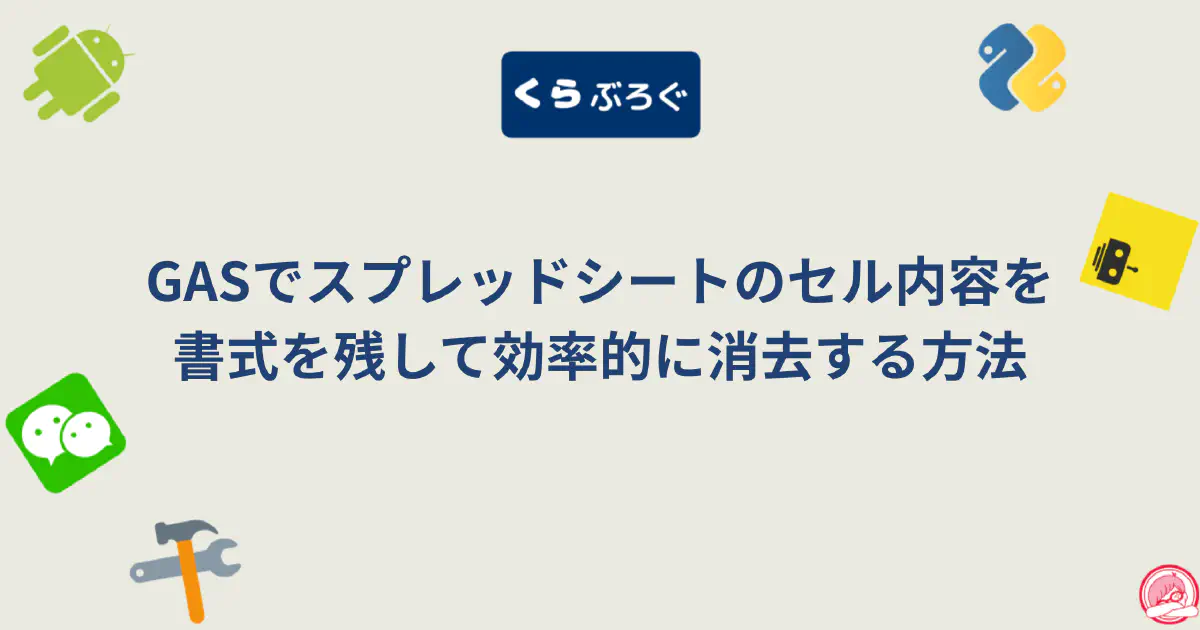 くらぶろぐ
GASでスプレッドシートのセル内容を
書式を残して効率的に消去する方法